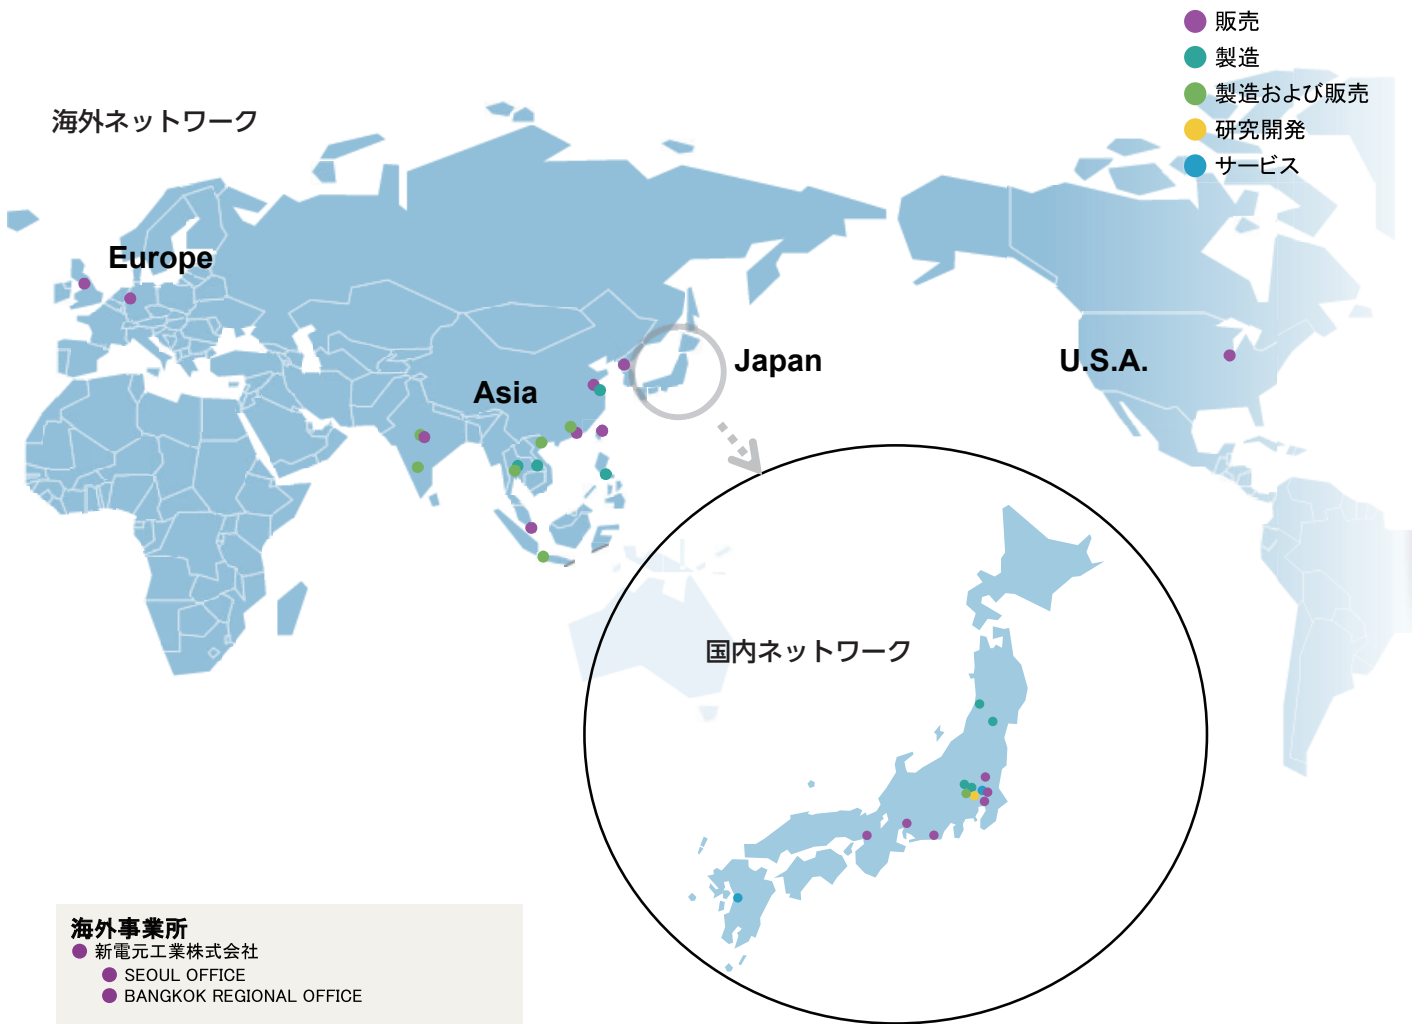 販売
製造
製造および販売
研究開発
サービス
海外ネットワーク
Europe
Asia
Japan
U.S.A.
国内ネットワーク
海外事業所
新電元工業株式会社
SEOUL OFFICE
BANGKOK REGIONAL OFFICE